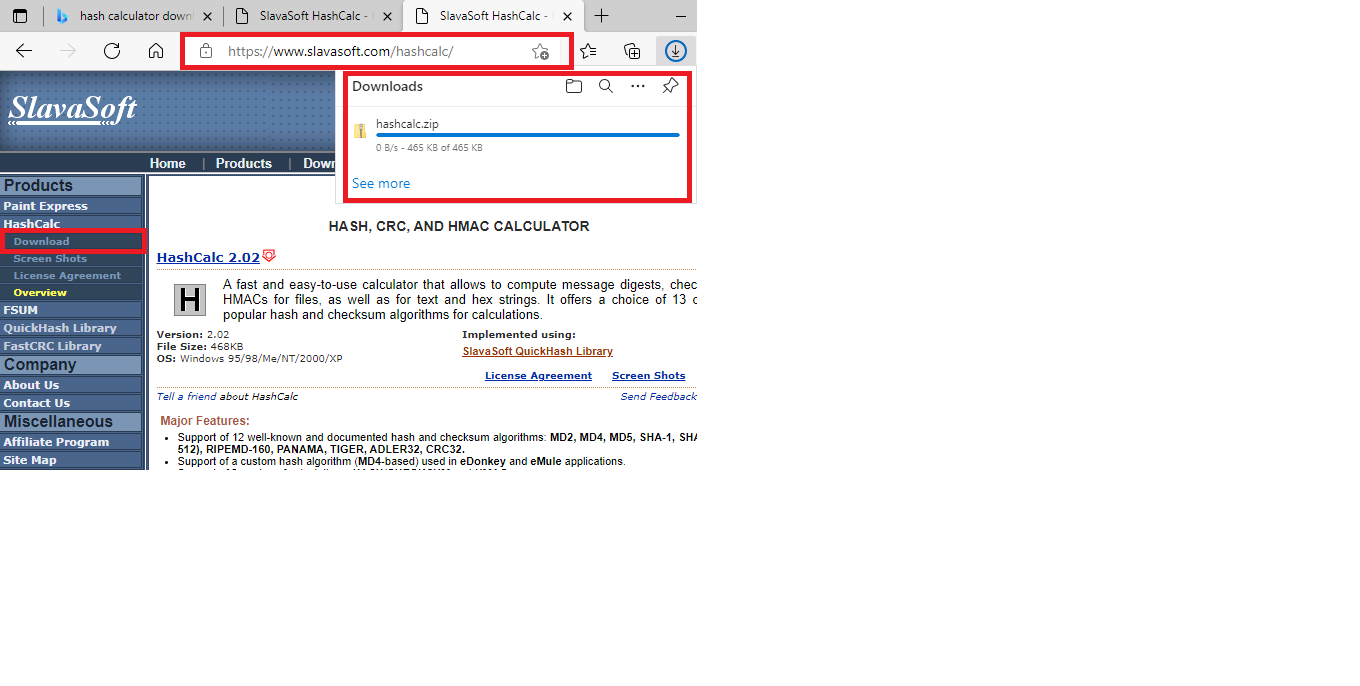 hash calculator down
SlavaSoft HashCalc -
SlavaSoft HashCalc -
https://www.slavasoft.com/hashcalc/
SlavaSoft
Downloads
hashcalc.zip
0 B/s - 465 KB of 465 KB
See more
Home | Products | Down
Products
Paint Express
HashCalc
Download
Screen Shots
License Agreement
Overview
FSUM
QuickHash Library
FastCRC Library
Company
About Us
Contact Us
Miscellaneous
Affiliate Program
Site Map
HASH, CRC, AND HMAC CALCULATOR
HashCalc 2.02
H
A fast and easy-to-use calculator that allows to compute message digests, chec
HMACs for files, as well as for text and hex strings. It offers a choice of 13 o
popular hash and checksum algorithms for calculations.
Version: 2.02
File Size: 468KB
OS: Windows 95/98/Me/NT/2000/XP
Implemented using:
SlavaSoft QuickHash Library
License Agreement Screen Shots
Tell a friend about HashCalc Send Feedback
Major Features:
• Support of 12 well-known and documented hash and checksum algorithms: MD2, MD4, MD5, SHA-1, SHA
512), RIPEMD-160, PANAMA, TIGER, ADLER32, CRC32.
• Support of a custom hash algorithm (MD4-based) used in eDonkey and eMule applications.